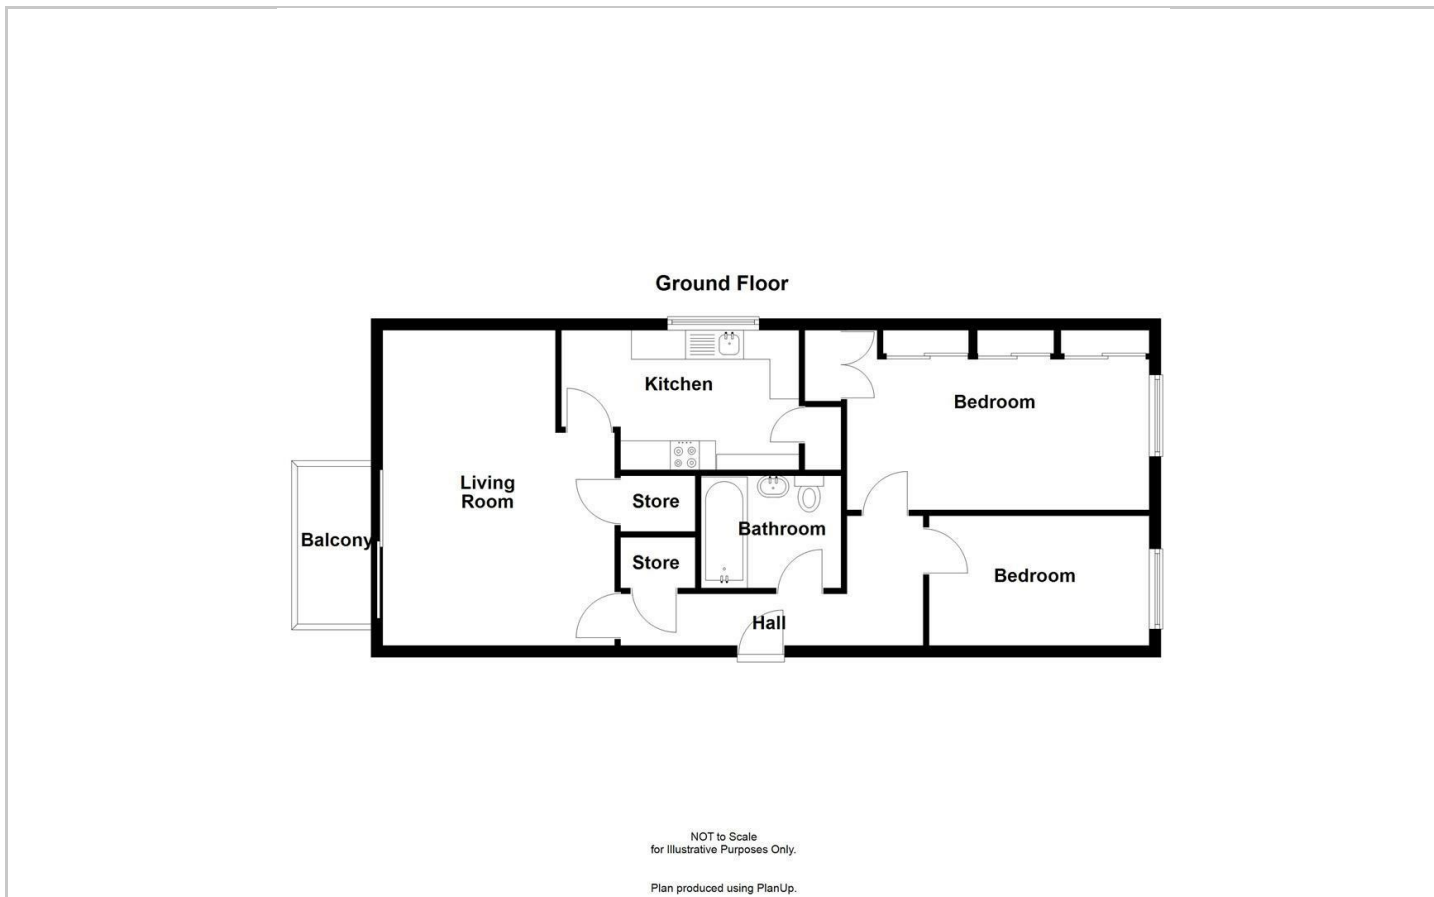 Ground Floor
Kitchen
Bedroom
Living
Room
Store
Bathroom
Balcony
Store
Bedroom
Hall
NOT to Scale
for Illustrative Purposes Only.
Plan produced using PlanUp.